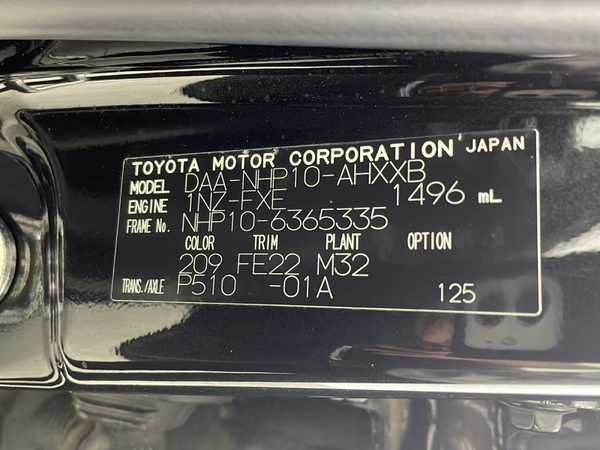 TOYOTA MOTOR CORPORATION JAPAN
MODEL DAA-NHP10-AHXXB
ENGINE 1NZ-FXE 1496 mL
FRAME No. NHP10-6365335
COLOR TRIM PLANT OPTION
209 FE22 M32
TRANS./AXLE P510 -01A 125